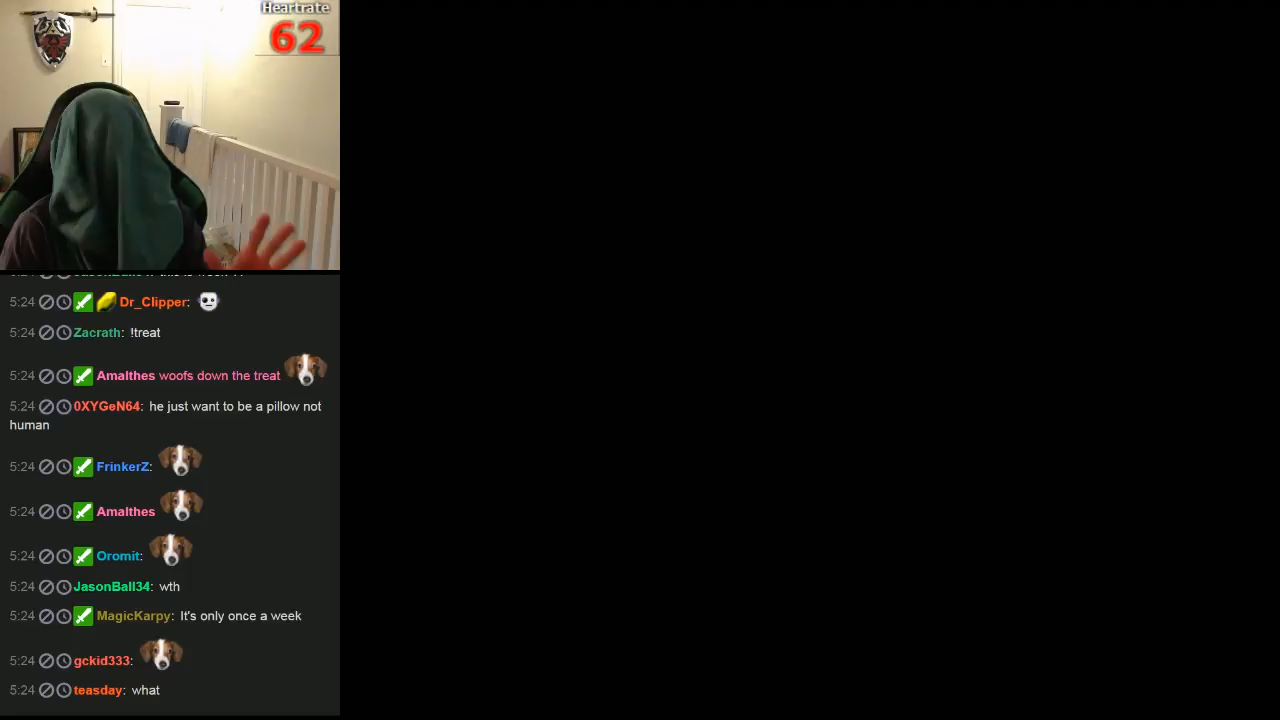 Heartrate
62
5:24 Dr_Clipper:
5:24 Zacrath: !treat
5:24 Amalthes woofs down the treat
5:24 0XYGeN64: he just want to be a pillow not
human
5:24 FrinkerZ:
5:24 Amalthes
5:24 Oromit:
5:24 JasonBall34: wth
5:24 MagicKarpy: It's only once a week
5:24 gckid333:
5:24 teasday: what